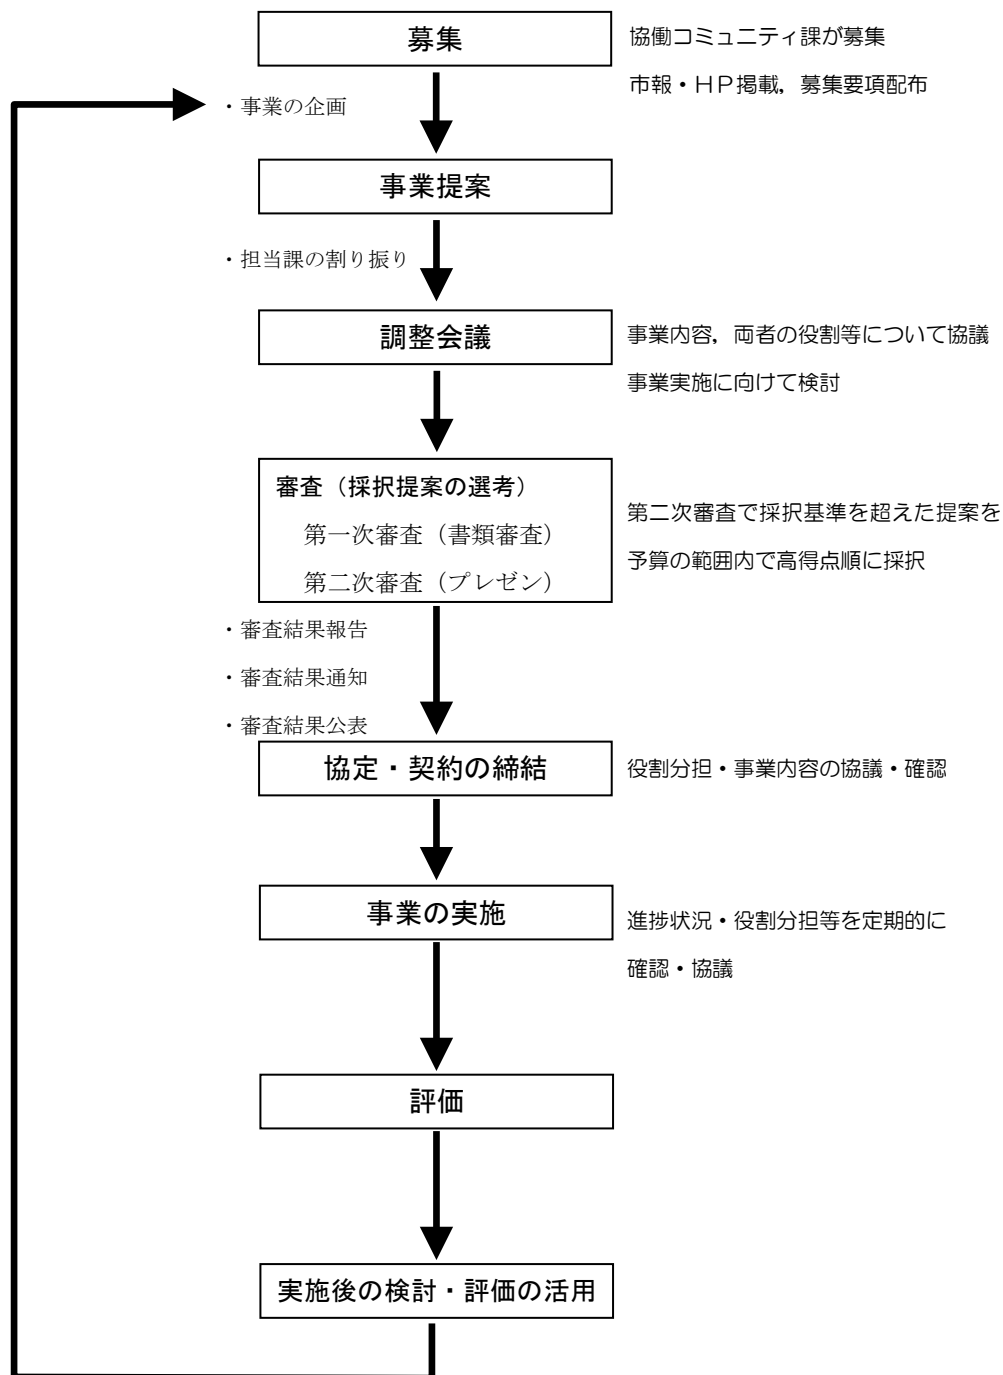 募集
協働コミュニティ課が募集
市報・ＨＰ掲載，募集要項配布
・事業の企画
事業提案
・担当課の割り振り
調整会議
事業内容，両者の役割等について協議
事業実施に向けて検討
審査（採択提案の選考）
第一次審査（書類審査）
第二次審査（プレゼン）
第二次審査で採択基準を超えた提案を
予算の範囲内で高得点順に採択
・審査結果報告
・審査結果通知
・審査結果公表
協定・契約の締結
役割分担・事業内容の協議・確認
事業の実施
進捗状況・役割分担等を定期的に
確認・協議
評価
実施後の検討・評価の活用